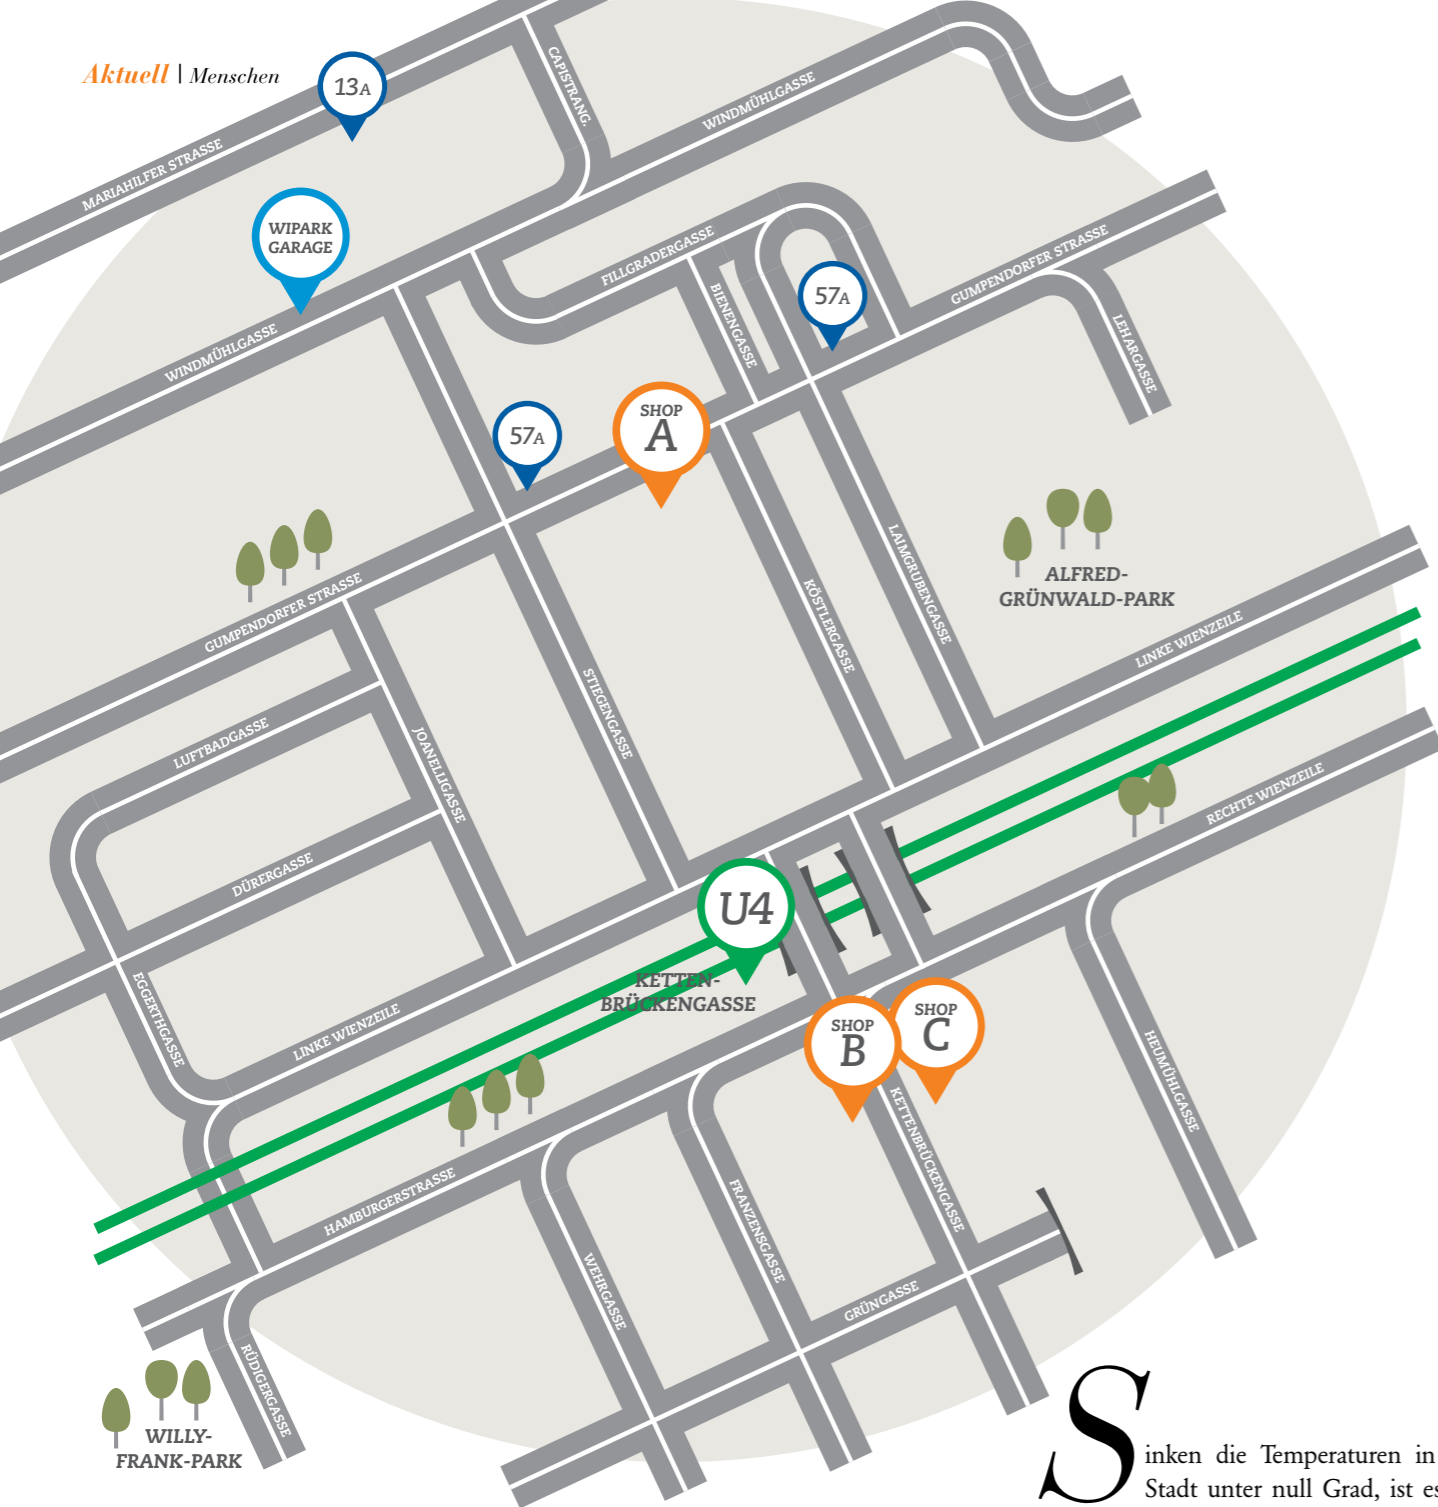 Aktuell | Menschen
13A
CAPISTRANG.
WINDMÜHLGASSE
MARIAHILFER STRASSE
WIPARK
GARAGE
FILLGRADERGASSE
GUMPENDORFER STRASSE
BIENENGASSE
57A
LEHARGASSE
WINDMÜHLGASSE
57A
SHOP
A
LAIMGRUBENGASSE
ALFRED-
GRÜNWALD-PARK
GUMPENDORFER STRASSE
KÖSTLERGASSE
LINKE WIENZEILE
STIEGENGASSE
LUFTBADGASSE
JOANELLIGASSE
RECHTE WIENZEILE
DÜRERGASSE
U4
KETTEN-
BRÜCKENGASSE
EGGERTHGASSE
LINKE WIENZEILE
SHOP
B
SHOP
C
HEUMÜHLGASSE
KETTENBRÜCKENGASSE
HAMBURGERSTRASSE
FRANZENSGASSE
WEHRGASSE
GRÜNGASSE
RÜDIGERGASSE
WILLY-
FRANK-PARK
Sinken die Temperaturen in
Stadt unter null Grad, ist es